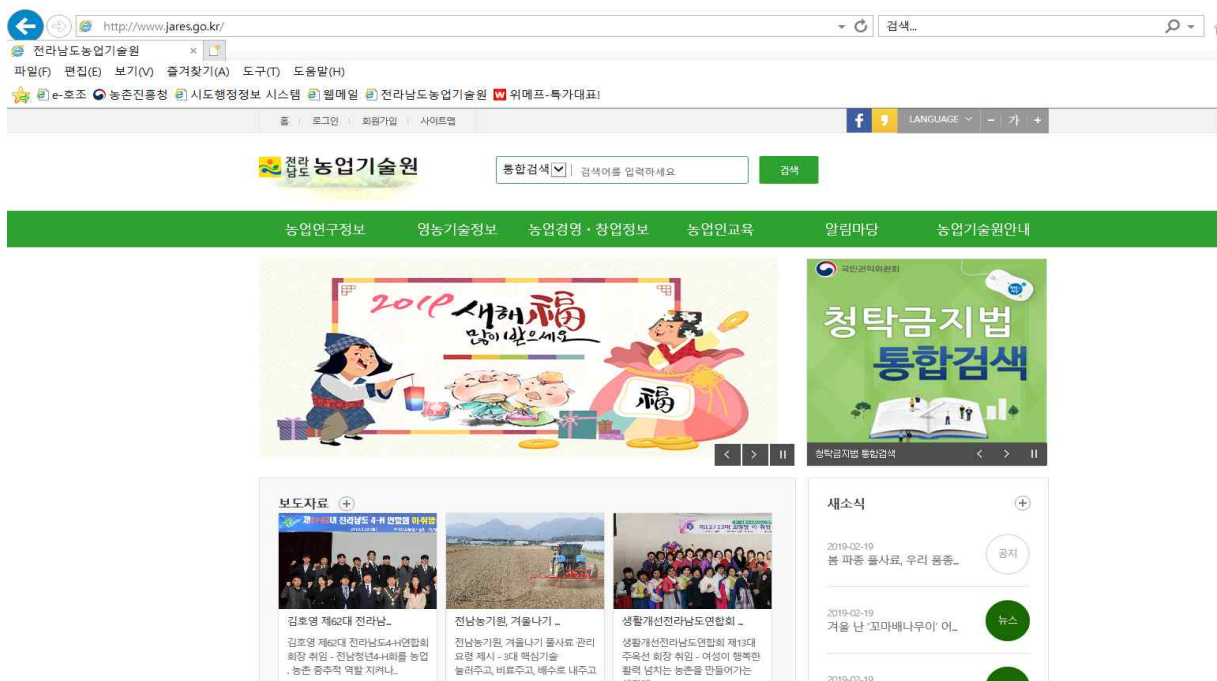 http://www.jares.go.kr/
검색...
전라남도농업기술원
파일(F) 편집(E) 보기(V) 즐겨찾기(A) 도구(T) 도움말(H)
e-호조 농촌진흥청 시도행정정보 시스템 웹메일 전라남도농업기술원 위메프-특가대표!
홈 로그인 회원가입 사이트맵
LANGUAGE - 가 +
전라남도 농업기술원
통합검색 검색어를 입력하세요
검색
농업연구정보 영농기술정보 농업경영・창업정보 농업인교육 알림마당 농업기술원안내
2019 새해 福
많이 받으세요
福
국민권익위원회
청탁금지법
통합검색
청탁금지법 통합검색
보도자료
김호영 제62대 전라남...
김호영 제62대 전라남도4-H연합회
회장 취임 - 전남청년4-H회를 농업
. 농촌 중추적 역할 지켜나...
전남농기원, 겨울나기 ...
전남농기원, 겨울나기 풀사료 관리
요령 제시 - 3대 핵심기술
눌러주고, 비료주고, 배수로 내주고
생활개선전라남도연합회 ...
생활개선전라남도연합회 제13대
주옥선 회장 취임 - 여성이 행복한
활력 넘치는 농촌을 만들어가는
새소식
2019-02-19
봄 파종 풀사료, 우리 품종...
공지
2019-02-19
겨울 난 '꼬마배나무이' 어...
뉴스
2019-02-19